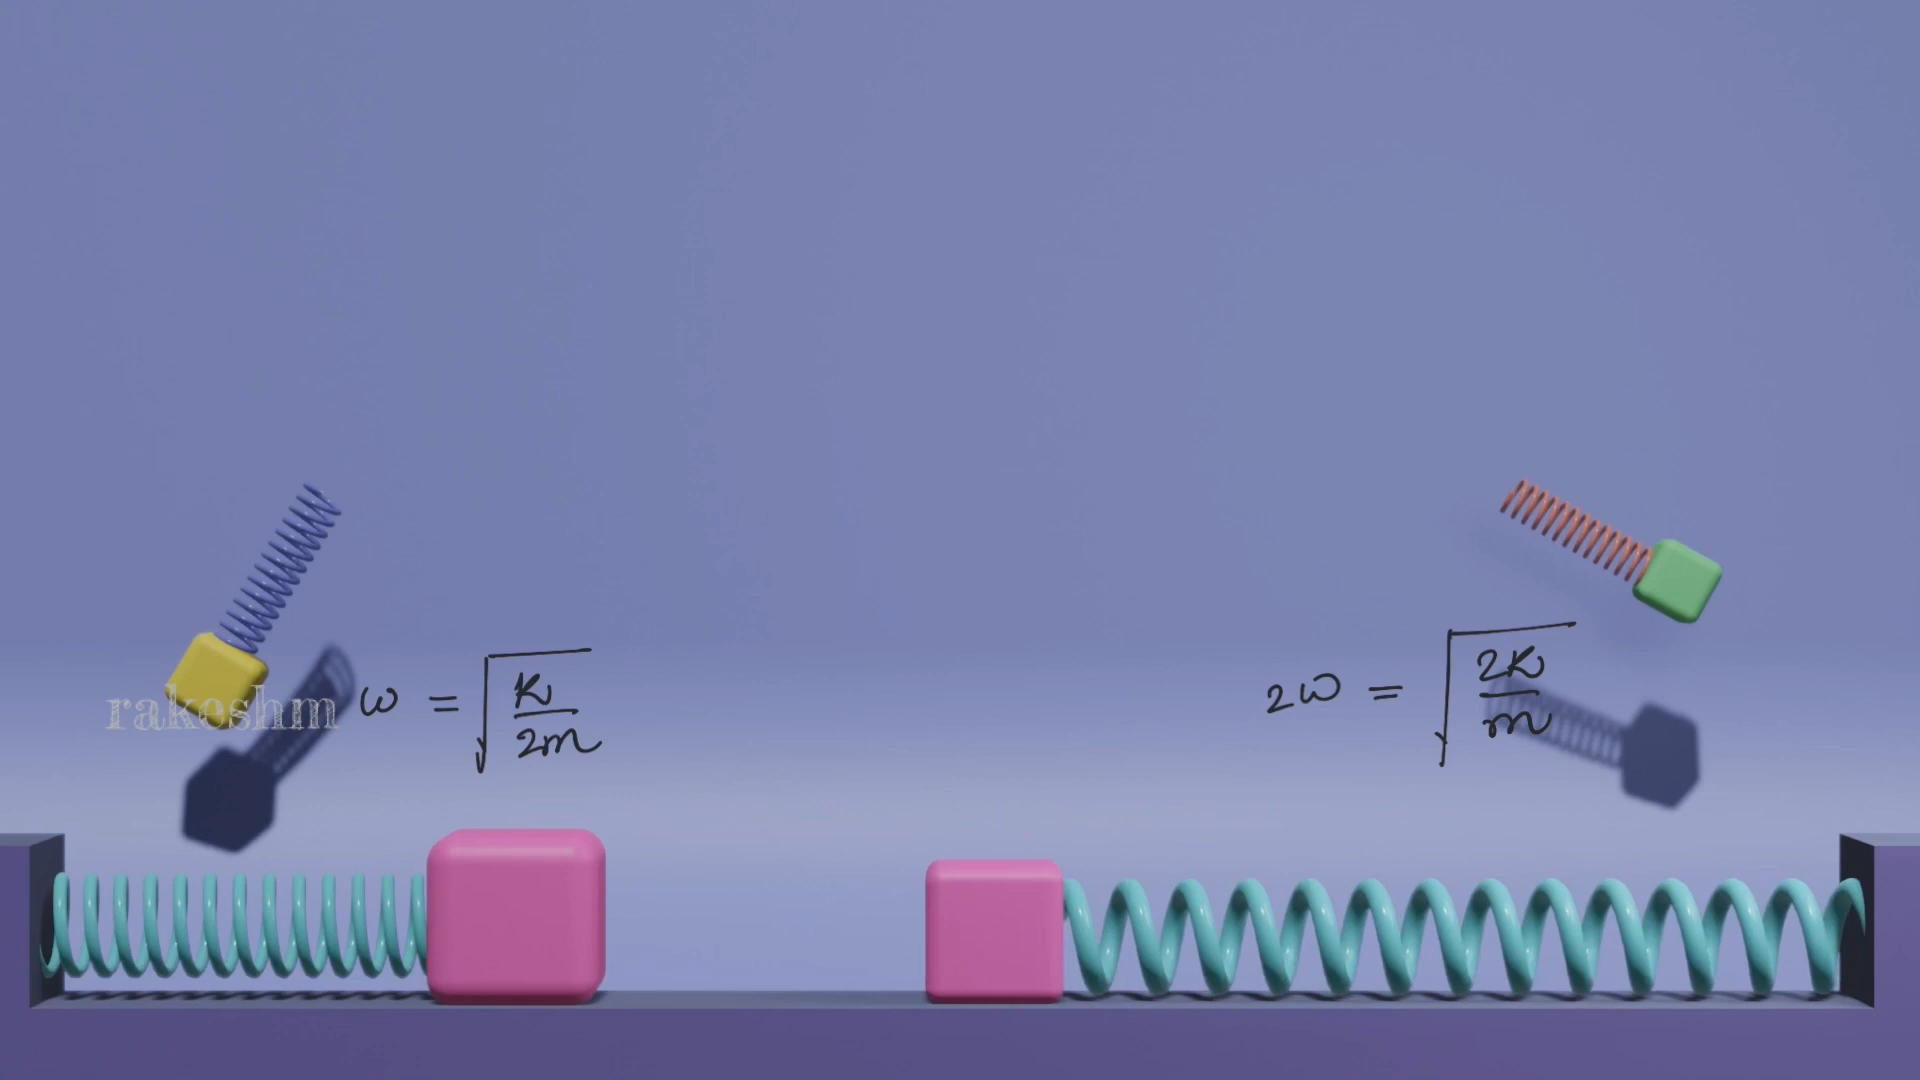 rakeshm
ω = √(K/2m)
2ω = √(2K/m)